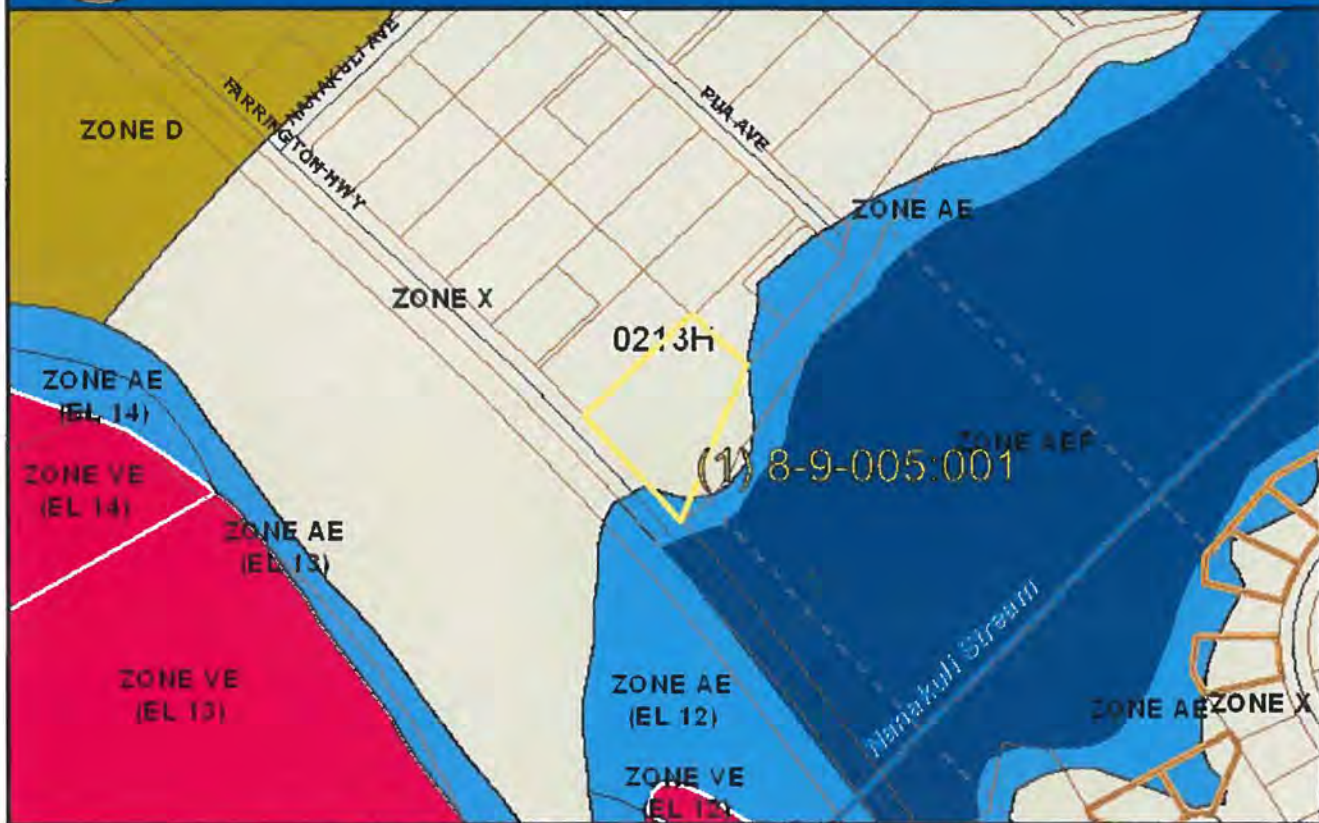 NANAKULI AVE
FARRINGTON HWY
ZONE D
PUA AVE
ZONE AE
ZONE X
0213H
ZONE AE
(EL 14)
ZONE VE
(EL 14)
(1) 8-9-005:001
ZONE AEF
ZONE AE
(EL 13)
Nanakuli Stream
ZONE VE
(EL 13)
ZONE AE
(EL 12)
ZONE AE
ZONE X
ZONE VE
(EL 12)